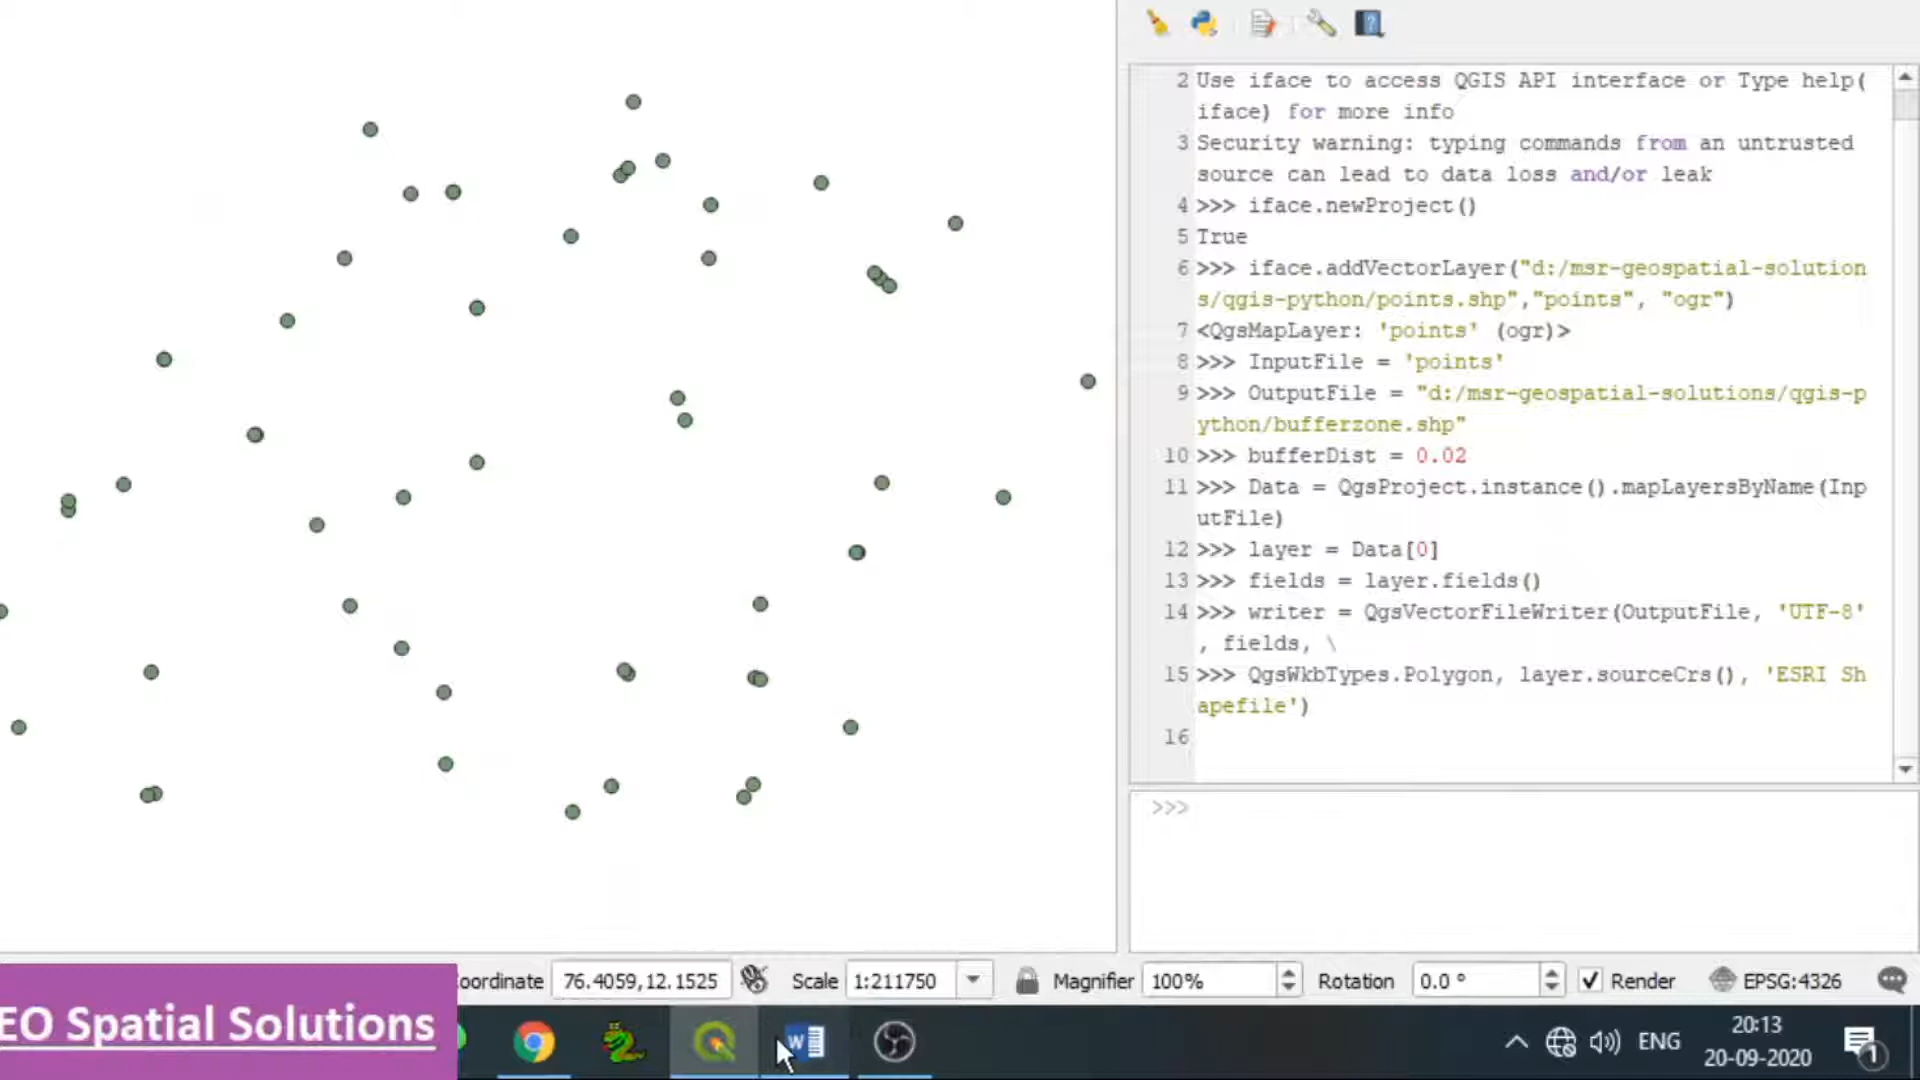 2 Use iface to access QGIS API interface or Type help(
iface) for more info
3 Security warning: typing commands from an untrusted
source can lead to data loss and/or leak
4 >>> iface.newProject()
5 True
6 >>> iface.addVectorLayer("d:/msr-geospatial-solution
s/qgis-python/points.shp","points", "ogr")
7 <QgsMapLayer: 'points' (ogr)>
8 >>> InputFile = 'points'
9 >>> OutputFile = "d:/msr-geospatial-solutions/qgis-p
ython/bufferzone.shp"
10 >>> bufferDist = 0.02
11 >>> Data = QgsProject.instance().mapLayersByName(Inp
utFile)
12 >>> layer = Data[0]
13 >>> fields = layer.fields()
14 >>> writer = QgsVectorFileWriter(OutputFile, 'UTF-8'
, fields, \
15 >>> QgsWkbTypes.Polygon, layer.sourceCrs(), 'ESRI Sh
apefile')
16
>>>
oordinate 76.4059,12.1525 Scale 1:211750 Magnifier 100% Rotation 0.0 ° Render EPSG:4326
EO Spatial Solutions
W
ENG
20:13
20-09-2020
1